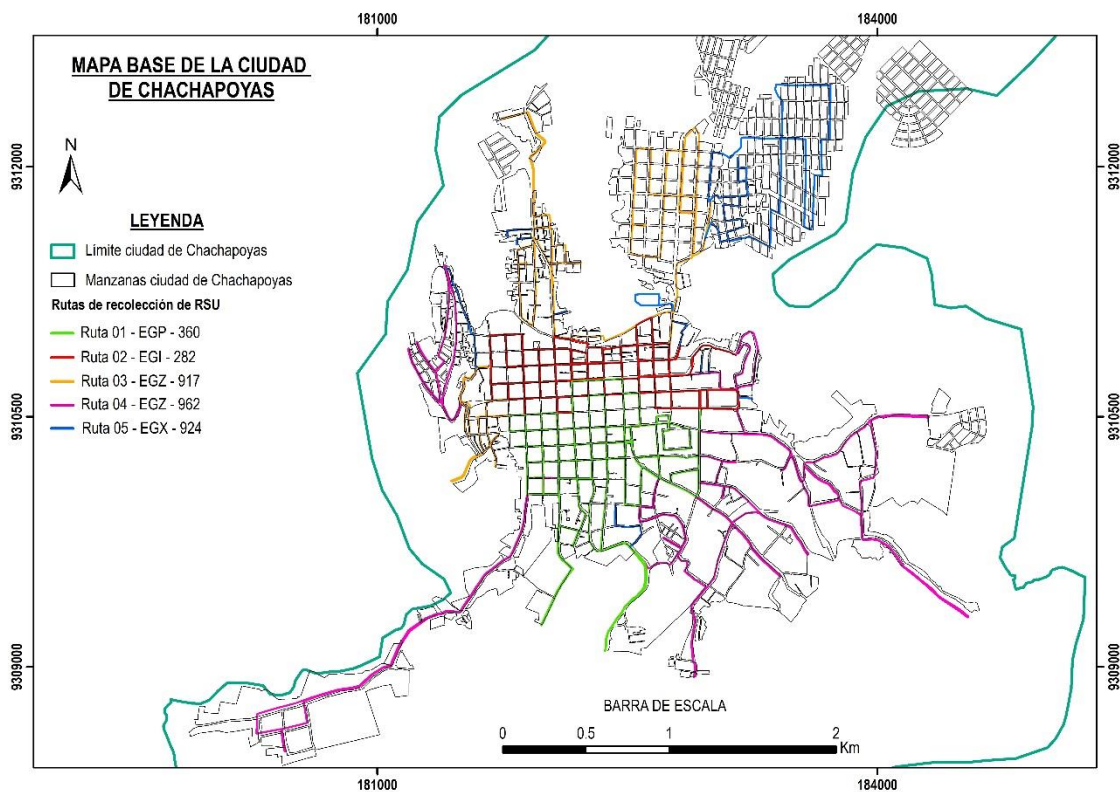 181000
184000
MAPA BASE DE LA CIUDAD
DE CHACHAPOYAS
9312000
9312000
N
LEYENDA
Limite ciudad de Chachapoyas
Manzanas ciudad de Chachapoyas
Rutas de recolección de RSU
Ruta 01 - EGP - 360
Ruta 02 - EGI - 282
Ruta 03 - EGZ - 917
Ruta 04 - EGZ - 962
Ruta 05 - EGX - 924
9310500
9310500
9309000
9309000
BARRA DE ESCALA
0 0.5 1 2
Km
181000
184000